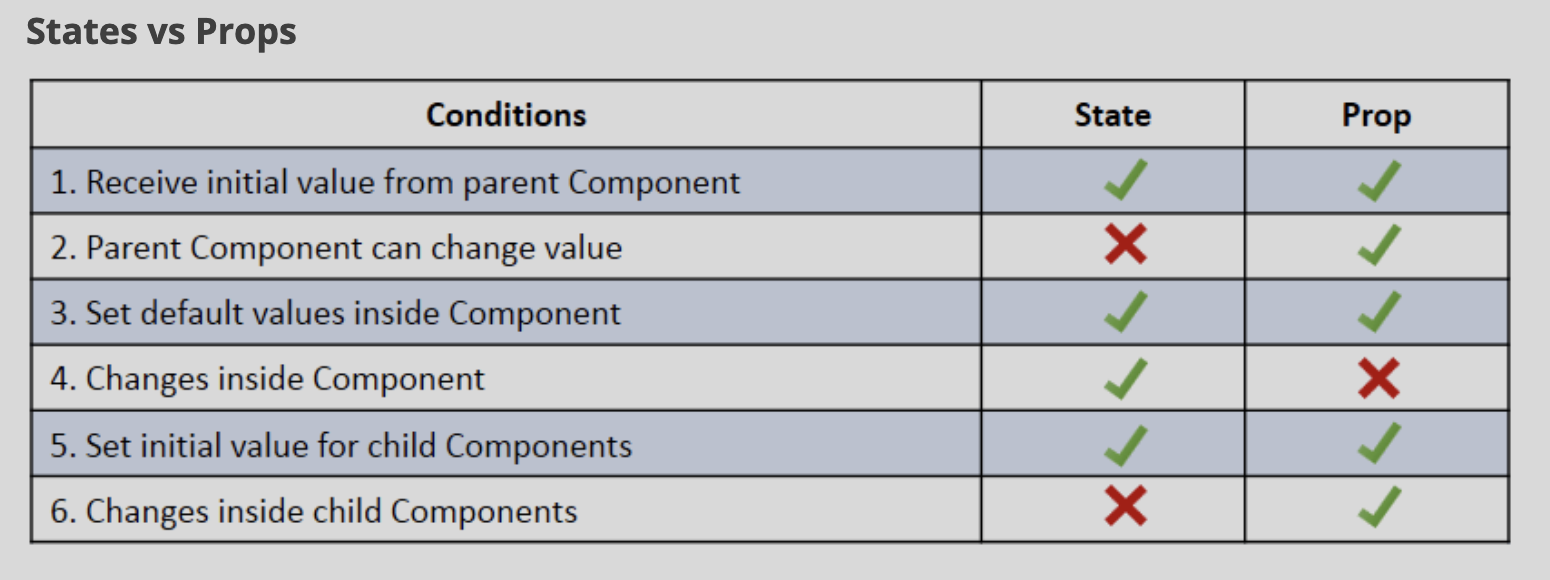 States vs Props
Conditions State Prop
1. Receive initial value from parent Component
2. Parent Component can change value
3. Set default values inside Component
4. Changes inside Component
5. Set initial value for child Components
6. Changes inside child Components